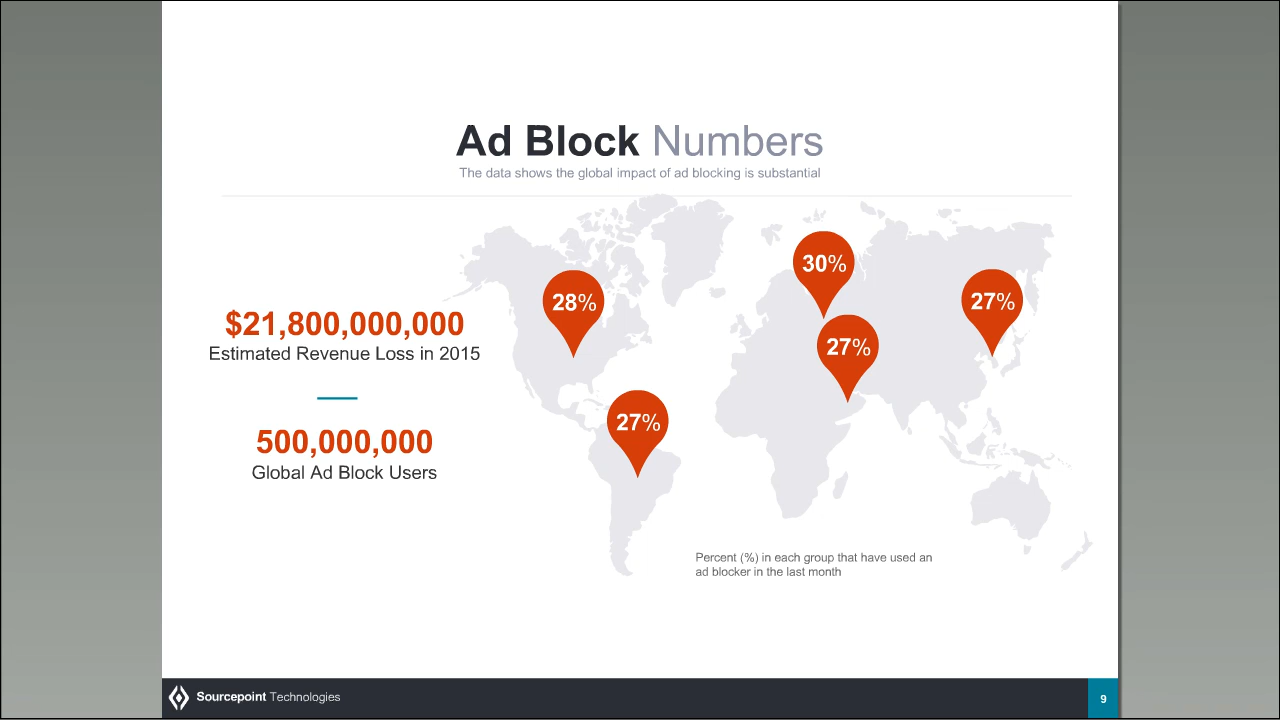 Ad Block Numbers
The data shows the global impact of ad blocking is substantial
30%
28%
27%
$21,800,000,000
Estimated Revenue Loss in 2015
27%
27%
500,000,000
Global Ad Block Users
Percent (%) in each group that have used an
ad blocker in the last month
Sourcepoint Technologies
9